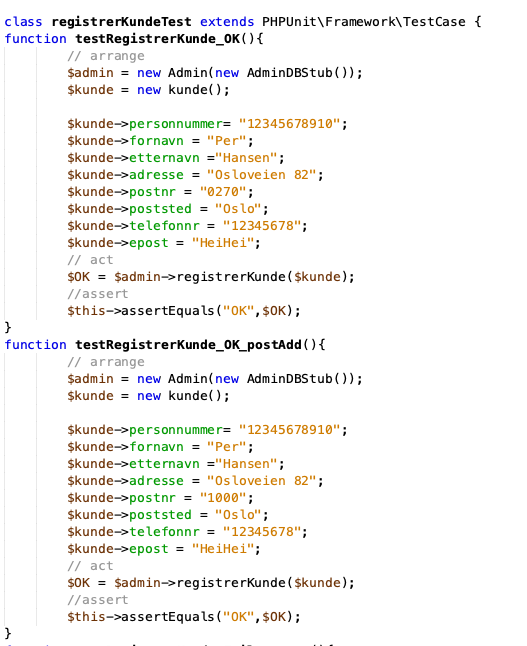 class registrerKundeTest extends PHPUnit\Framework\TestCase {
function testRegistrerKunde_OK(){
// arrange
$admin = new Admin(new AdminDBStub());
$kunde = new kunde();
$kunde->personnummer= "12345678910";
$kunde->fornavn = "Per";
$kunde->etternavn ="Hansen";
$kunde->adresse = "Osloveien 82";
$kunde->postnr = "0270";
$kunde->poststed = "Oslo";
$kunde->telefonnr = "12345678";
$kunde->epost = "HeiHei";
// act
$OK = $admin->registrerKunde($kunde);
//assert
$this->assertEquals("OK",$OK);
}
function testRegistrerKunde_OK_postAdd(){
// arrange
$admin = new Admin(new AdminDBStub());
$kunde = new kunde();
$kunde->personnummer= "12345678910";
$kunde->fornavn = "Per";
$kunde->etternavn ="Hansen";
$kunde->adresse = "Osloveien 82";
$kunde->postnr = "1000";
$kunde->poststed = "Oslo";
$kunde->telefonnr = "12345678";
$kunde->epost = "HeiHei";
// act
$OK = $admin->registrerKunde($kunde);
//assert
$this->assertEquals("OK",$OK);
}